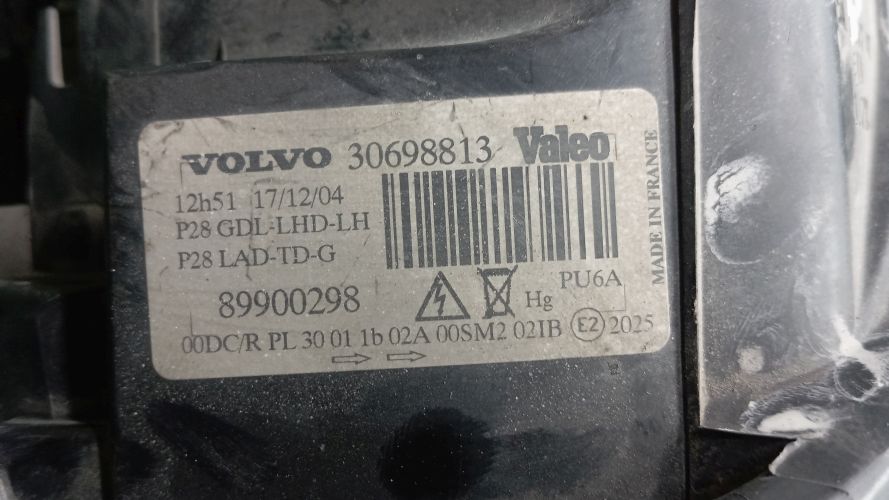 VOLVO 30698813 Valeo
12h51 17/12/04
P28 GDL-LHD-LH
P28 LAD-TD-G
MADE IN FRANCE
PU6A
89900298 Hg
00DC/R PL 30 01 1b 02A 00SM2 02IB E2 2025